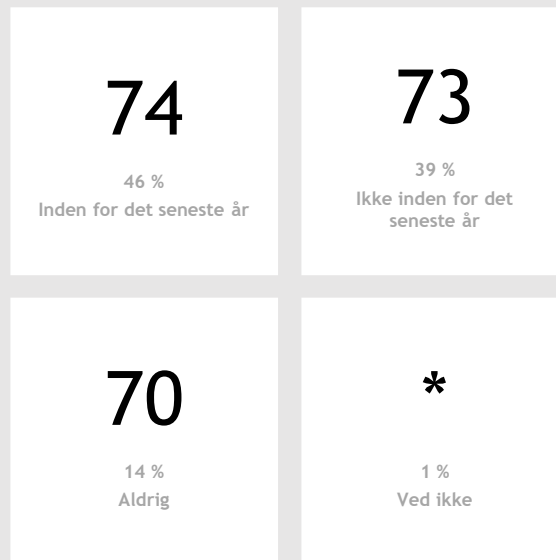 74
46 %
Inden for det seneste år
73
39 %
Ikke inden for det
seneste år
70
14 %
Aldrig
*
1 %
Ved ikke